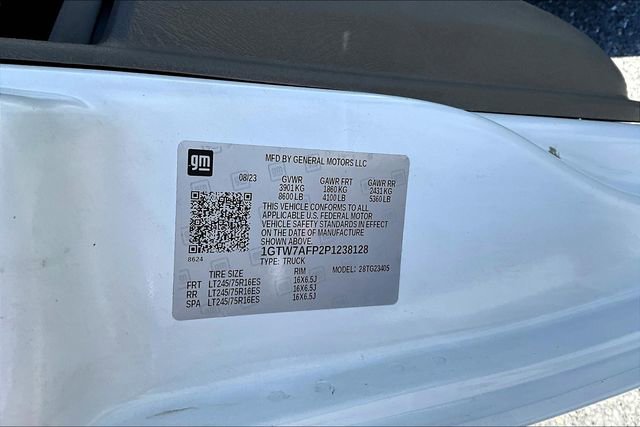 gm
MFD BY GENERAL MOTORS LLC
08/23 GVWR GAWR FRT GAWR RR
3901 KG 1860 KG 2431 KG
8600 LB 4100 LB 5360 LB
THIS VEHICLE CONFORMS TO ALL
APPLICABLE U.S. FEDERAL MOTOR
VEHICLE SAFETY STANDARDS IN EFFECT
ON THE DATE OF MANUFACTURE
SHOWN ABOVE.
8624 1GTW7AFP2P1238128
TYPE: TRUCK
TIRE SIZE RIM MODEL: 28TG23405
FRT LT245/75R16ES 16X6.5J
RR LT245/75R16ES 16X6.5J
SPA LT245/75R16ES 16X6.5J